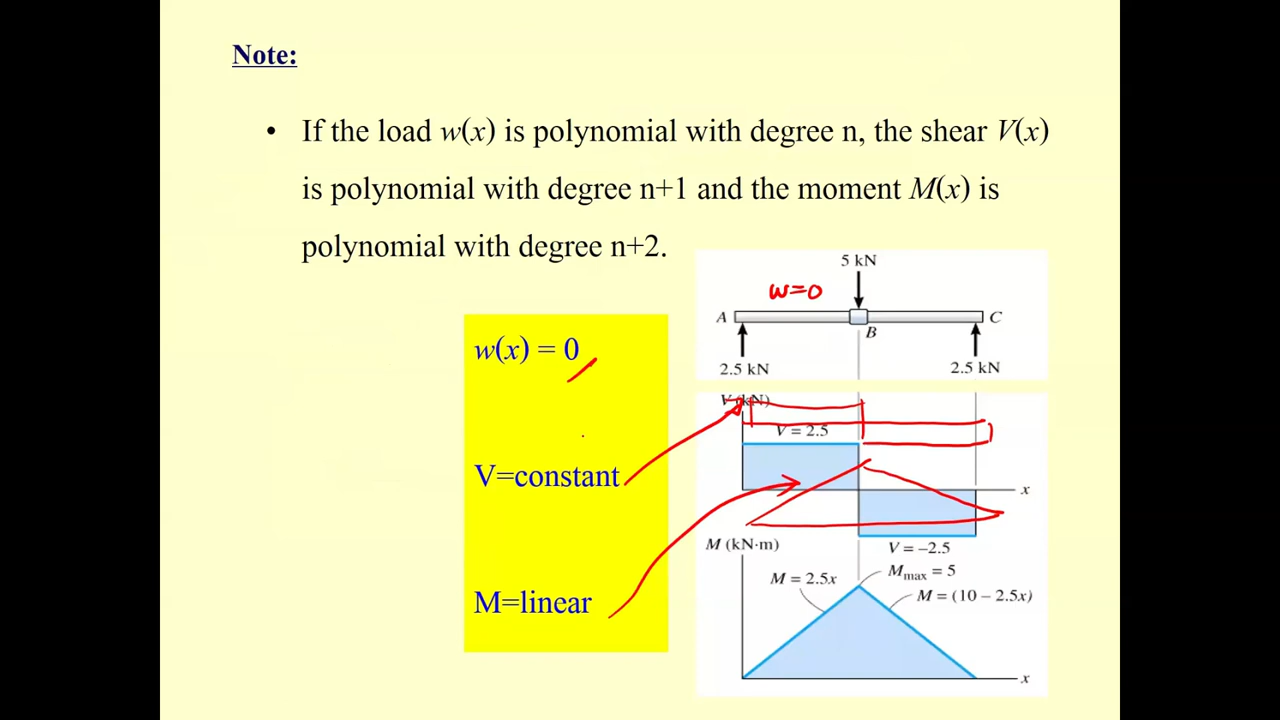 Note:
• If the load w(x) is polynomial with degree n, the shear V(x)
is polynomial with degree n+1 and the moment M(x) is
polynomial with degree n+2.
5 kN
w=0
A
C
B
2.5 kN
2.5 kN
w(x) = 0
V=constant
M=linear
V (kN)
V = 2.5
x
V = –2.5
M (kN·m)
Mmax = 5
M = 2.5x
M = (10 – 2.5x)
x